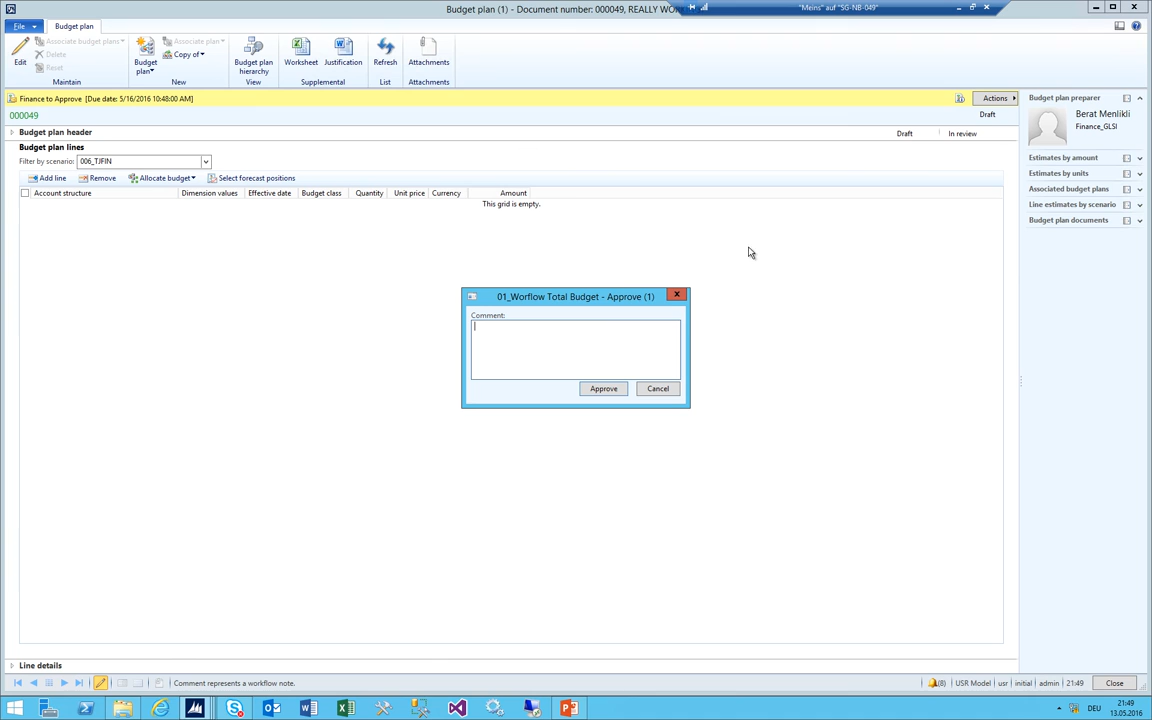 Budget plan (1) - Document number: 000049, REALLY WO
"Meins" auf "SG-NB-049"
File
Budget plan
Edit
Associate budget plans
Delete
Reset
Maintain
Budget plan
Associate plan
Copy of
New
Budget plan hierarchy
View
Worksheet
Justification
Supplemental
Refresh
List
Attachments
Attachments
Finance to Approve [Due date: 5/16/2016 10:48:00 AM]
Actions
000049
Draft
Budget plan header
Draft
In review
Budget plan lines
Filter by scenario: 006_TJFIN
Add line
Remove
Allocate budget
Select forecast positions
Account structure
Dimension values
Effective date
Budget class
Quantity
Unit price
Currency
Amount
This grid is empty.
01_Worflow Total Budget - Approve (1)
Comment:
Approve
Cancel
Budget plan preparer
Berat Menlikli
Finance_GLSI
Estimates by amount
Estimates by units
Associated budget plans
Line estimates by scenario
Budget plan documents
Line details
Comment represents a workflow note.
(8)
USR Model
usr
initial
admin
21:49
Close
DEU
21:49
13.05.2016